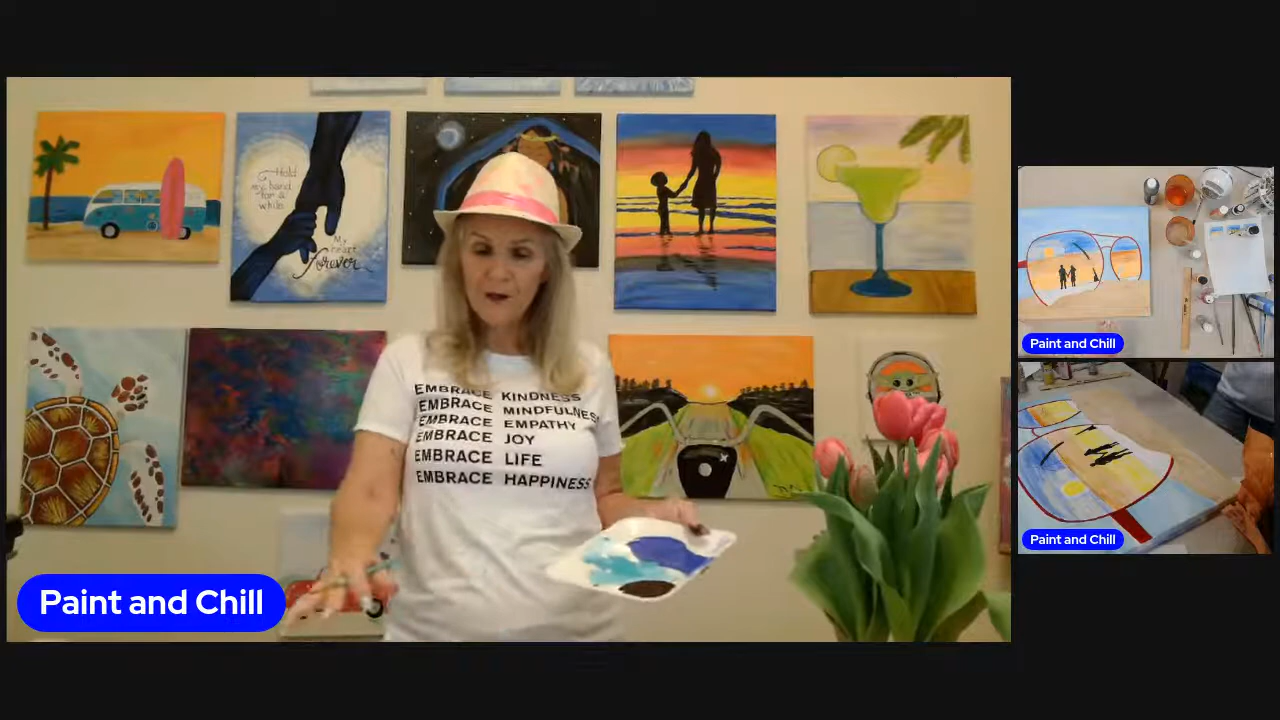 Hold
my hand
for a
while
My
heart
forever
EMBRACE KINDNESS
EMBRACE MINDFULNESS
EMBRACE EMPATHY
EMBRACE JOY
EMBRACE LIFE
EMBRACE HAPPINESS
Paint and Chill
Paint and Chill
Paint and Chill